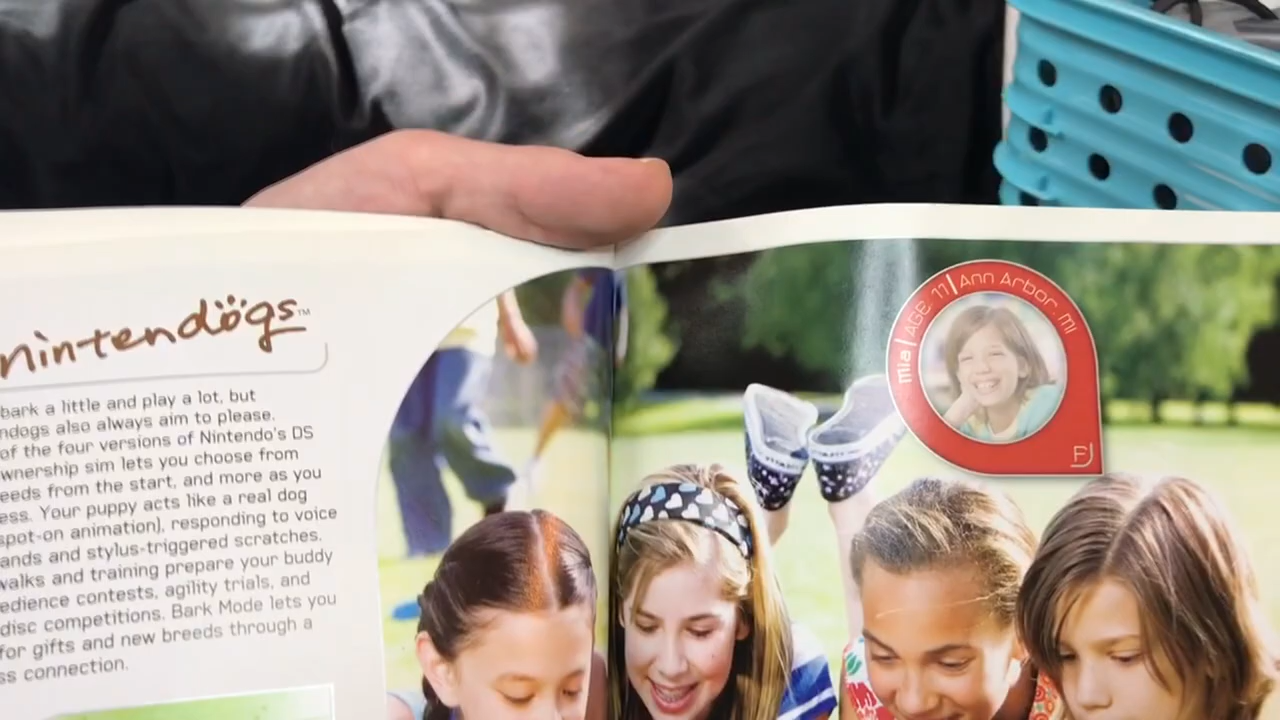 nintendögs™
bark a little and play a lot, but
ndogs also always aim to please.
of the four versions of Nintendo's DS
wnership sim lets you choose from
eeds from the start, and more as you
ess. Your puppy acts like a real dog
spot-on animation), responding to voice
ands and stylus-triggered scratches.
walks and training prepare your buddy
edience contests, agility trials, and
disc competitions. Bark Mode lets you
for gifts and new breeds through a
ss connection.
mia | AGE: 11 | Ann Arbor, MI
FJ